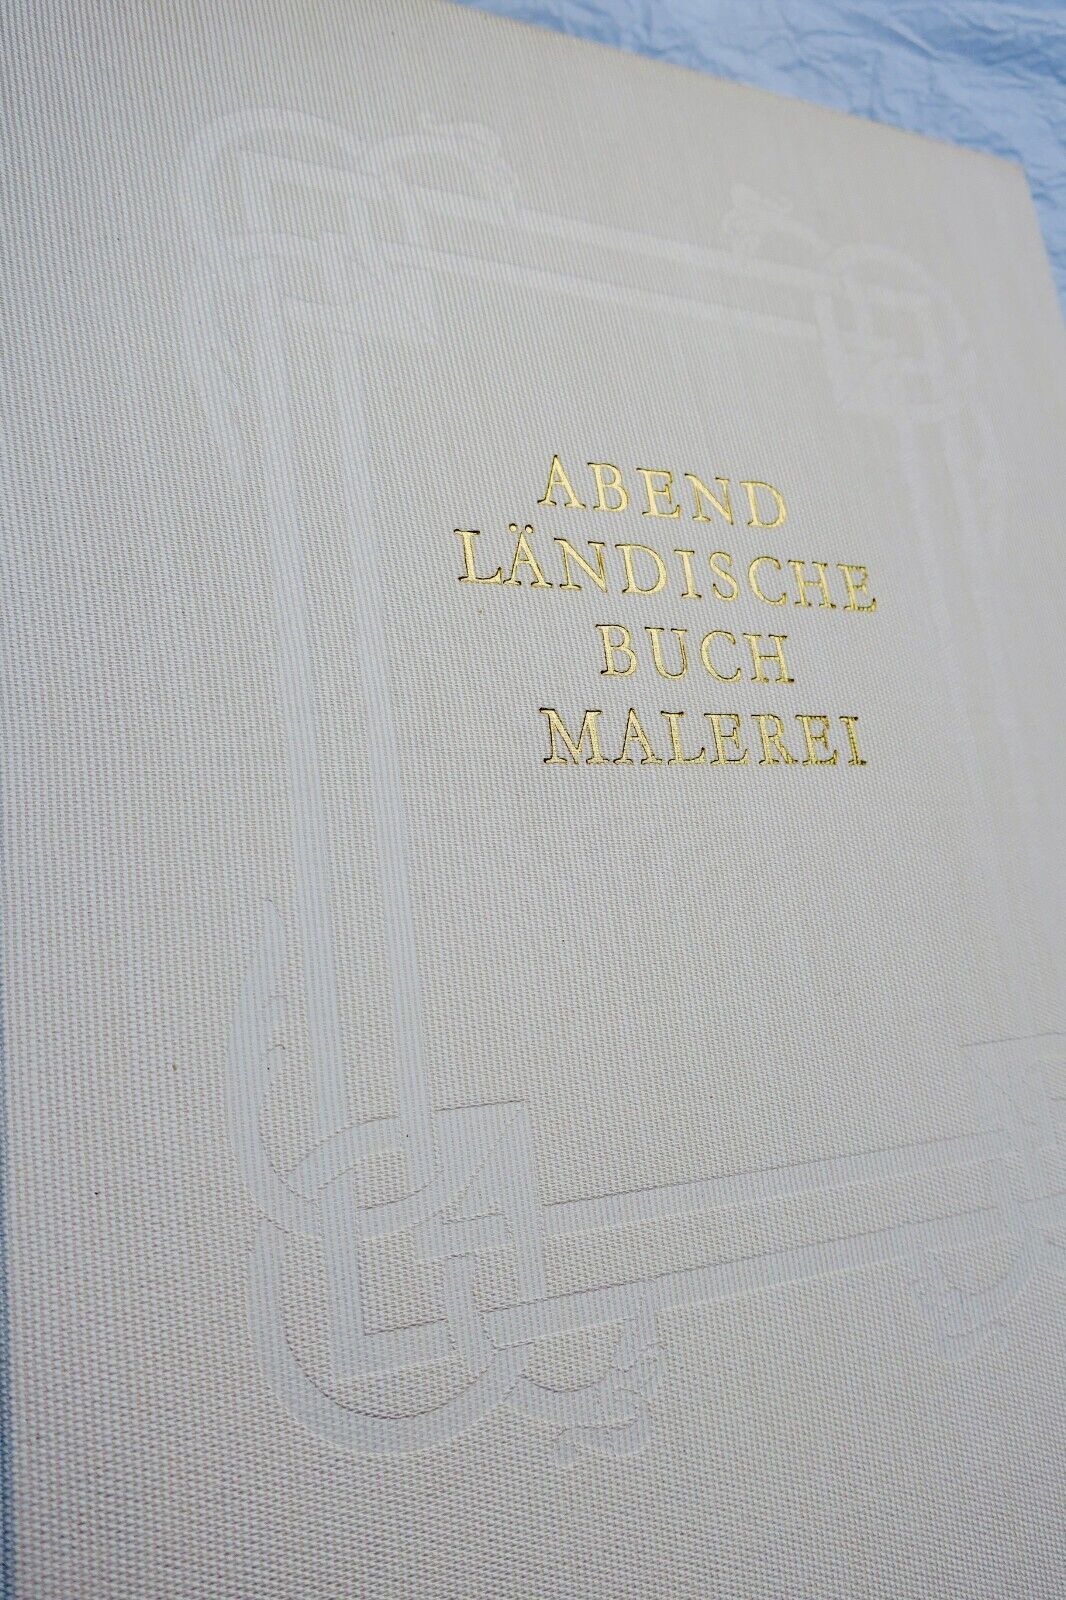 ABEND
LÄNDISCHE
BUCH
MALEREI